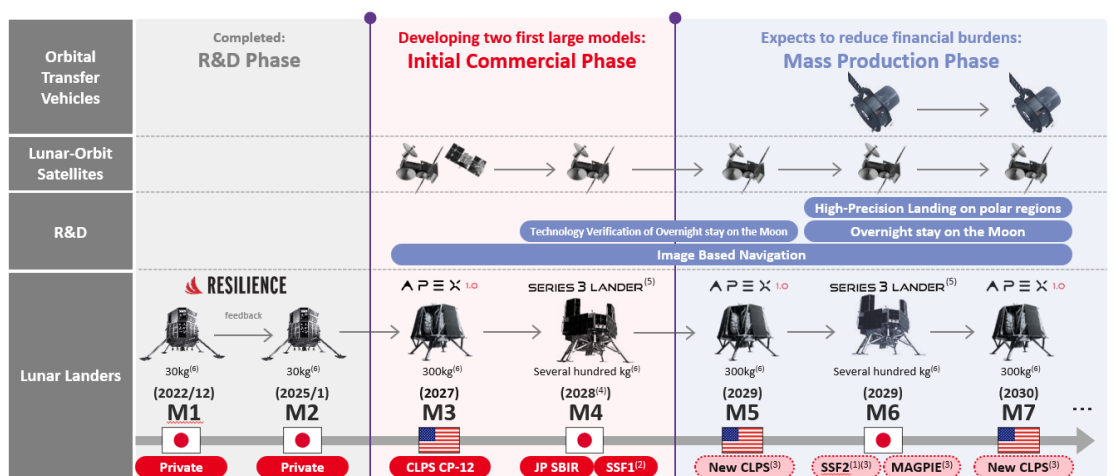 Orbital
Transfer
Vehicles
Completed:
R&D Phase
Developing two first large models:
Initial Commercial Phase
Expects to reduce financial burdens:
Mass Production Phase
Lunar-Orbit
Satellites
R&D
High-Precision Landing on polar regions
Technology Verification of Overnight stay on the Moon
Overnight stay on the Moon
Image Based Navigation
Lunar Landers
RESILIENCE
APEX 1.0
SERIES 3 LANDER(5)
APEX 1.0
SERIES 3 LANDER(5)
APEX 1.0
feedback
30kg(6)
30kg(6)
300kg(6)
Several hundred kg(6)
300kg(6)
Several hundred kg(6)
300kg(6)
(2022/12)
(2025/1)
(2027)
(2028(4))
(2029)
(2029)
(2030)
M1
M2
M3
M4
M5
M6
M7
...
Private
Private
CLPS CP-12
JP SBIR
SSF1(2)
New CLPS(3)
SSF2(1)(3)
MAGPIE(3)
New CLPS(3)